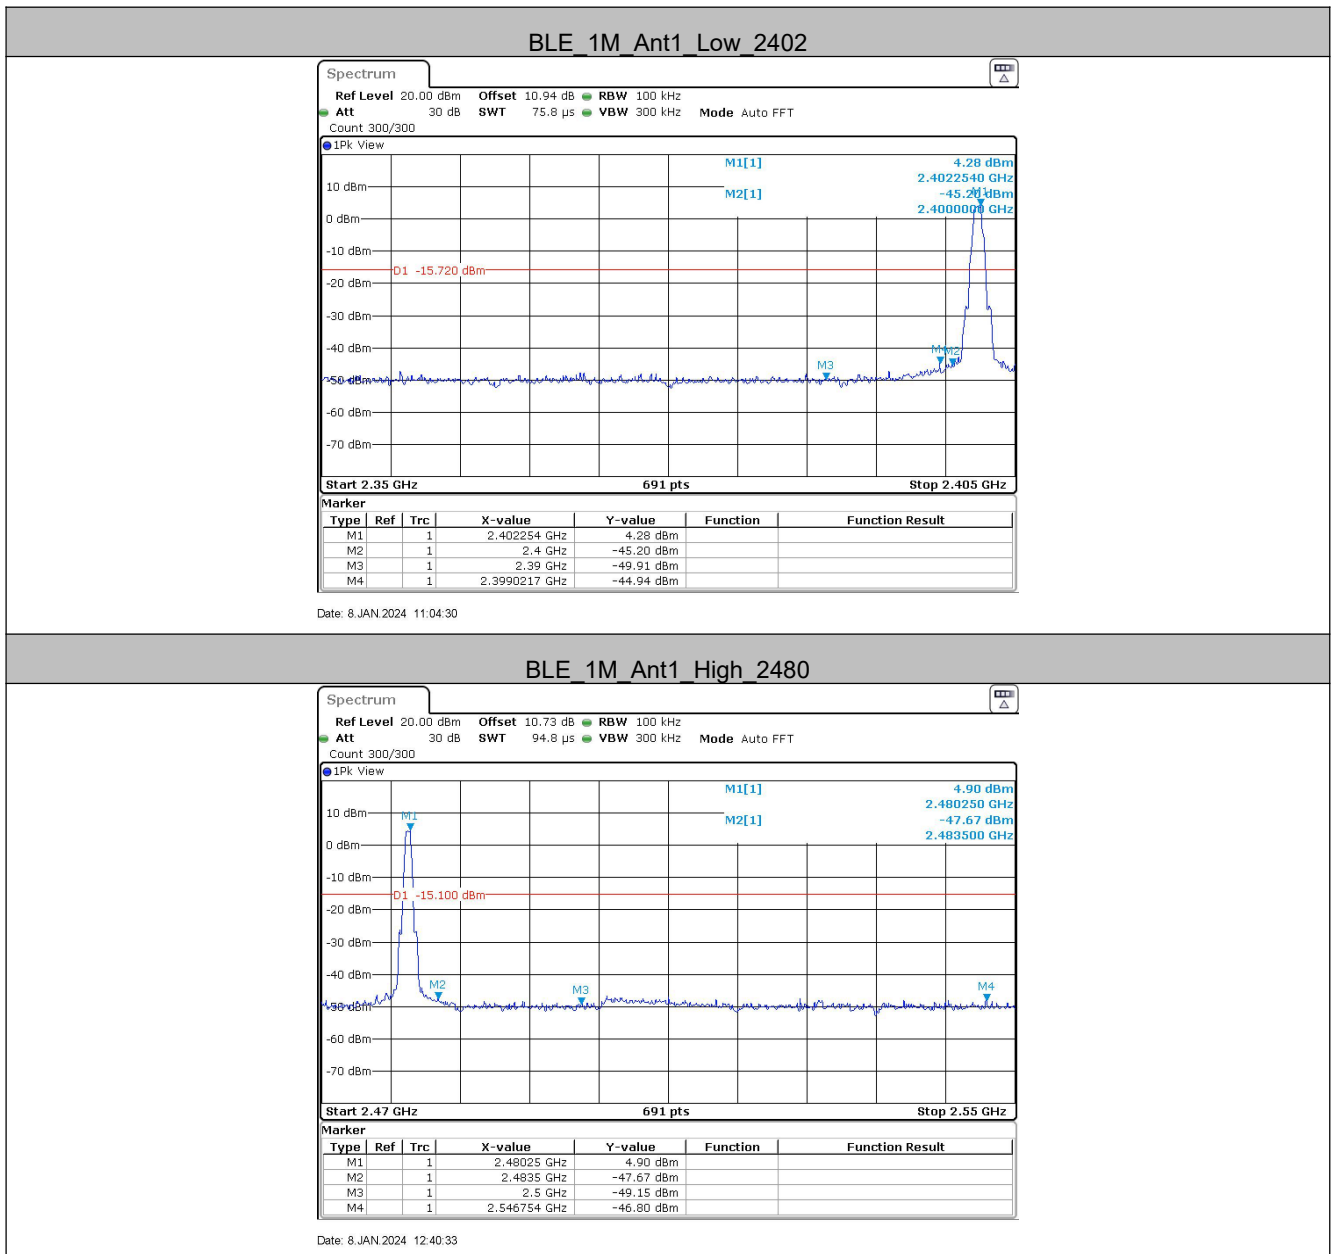 BLE_1M_Ant1_Low_2402
Spectrum
Ref Level 20.00 dBm Offset 10.94 dB RBW 100 kHz
Att 30 dB SWT 75.8 µs VBW 300 kHz Mode Auto FFT
Count 300/300
1Pk View
M1[1] 4.28 dBm
2.4022540 GHz
M2[1] -45.20 dBm
2.4000000 GHz
M1
10 dBm
0 dBm
-10 dBm
D1 -15.720 dBm
-20 dBm
-30 dBm
-40 dBm
M4 M2
M3
-50 dBm
-60 dBm
-70 dBm
Start 2.35 GHz 691 pts Stop 2.405 GHz
Marker
Type Ref Trc X-value Y-value Function Function Result
M1 1 2.402254 GHz 4.28 dBm
M2 1 2.4 GHz -45.20 dBm
M3 1 2.39 GHz -49.91 dBm
M4 1 2.3990217 GHz -44.94 dBm
Date: 8.JAN.2024 11:04:30
BLE_1M_Ant1_High_2480
Spectrum
Ref Level 20.00 dBm Offset 10.73 dB RBW 100 kHz
Att 30 dB SWT 94.8 µs VBW 300 kHz Mode Auto FFT
Count 300/300
1Pk View
M1[1] 4.90 dBm
2.480250 GHz
M2[1] -47.67 dBm
2.483500 GHz
10 dBm
M1
0 dBm
-10 dBm
D1 -15.100 dBm
-20 dBm
-30 dBm
-40 dBm
M2
M3
M4
-50 dBm
-60 dBm
-70 dBm
Start 2.47 GHz 691 pts Stop 2.55 GHz
Marker
Type Ref Trc X-value Y-value Function Function Result
M1 1 2.48025 GHz 4.90 dBm
M2 1 2.4835 GHz -47.67 dBm
M3 1 2.5 GHz -49.15 dBm
M4 1 2.546754 GHz -46.80 dBm
Date: 8.JAN.2024 12:40:33